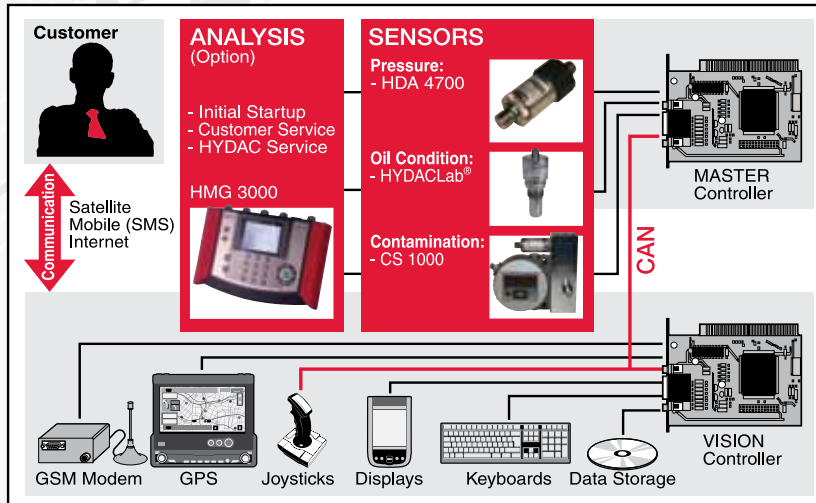 Customer
Communication
Satellite
Mobile (SMS)
Internet
ANALYSIS
(Option)
- Initial Startup
- Customer Service
- HYDAC Service
HMG 3000
SENSORS
Pressure:
- HDA 4700
Oil Condition:
- HYDACLab®
Contamination:
- CS 1000
MASTER
Controller
CAN
VISION
Controller
GSM Modem
GPS
Joysticks
Displays
Keyboards
Data Storage